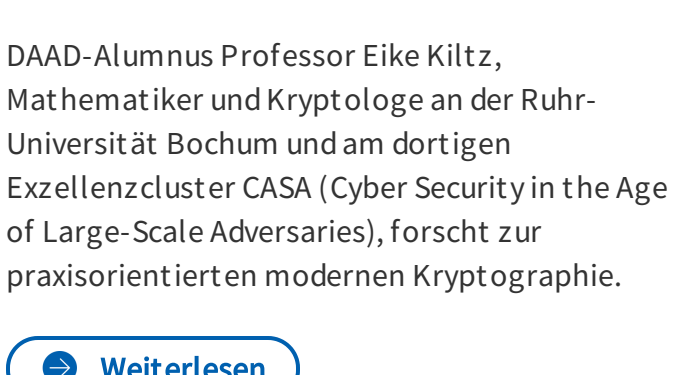 DAAD-Alumnus Professor Eike Kiltz,
Mathematiker und Kryptologe an der Ruhr-
Universität Bochum und am dortigen
Exzellenzcluster CASA (Cyber Security in the Age
of Large-Scale Adversaries), forscht zur
praxisorientierten modernen Kryptographie.
Weiterlesen